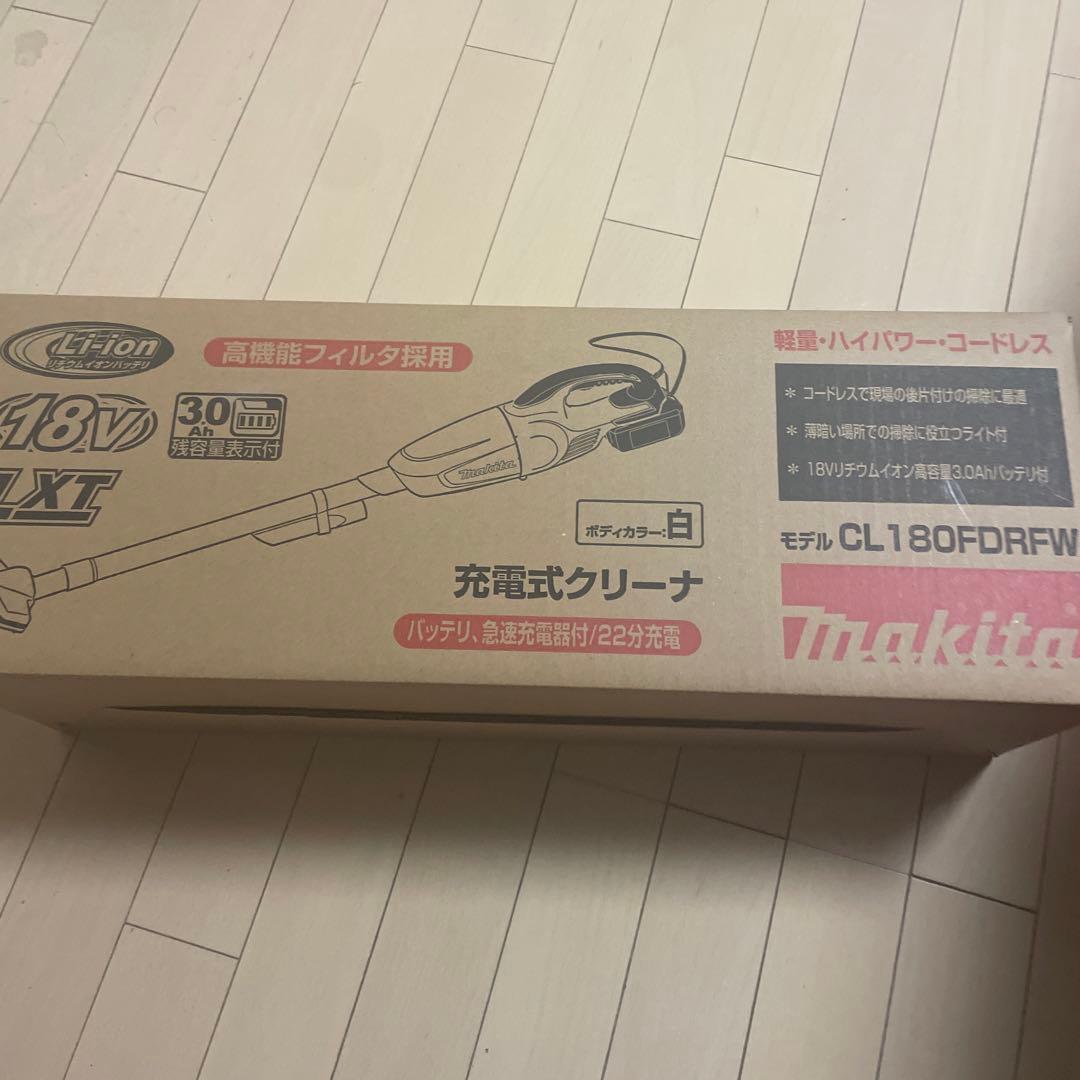 Li-ion
リチウムイオンバッテリ
高機能フィルタ採用
18V
3.0
Ah
残容量表示付
LXT
makita
ボディカラー:白
充電式クリーナ
バッテリ、急速充電器付/22分充電
軽量・ハイパワー・コードレス
* コードレスで現場の後片付けの掃除に最適
* 薄暗い場所での掃除に役立つライト付
* 18Vリチウムイオン高容量3.0Ahバッテリ付
モデル CL180FDRFW
makita